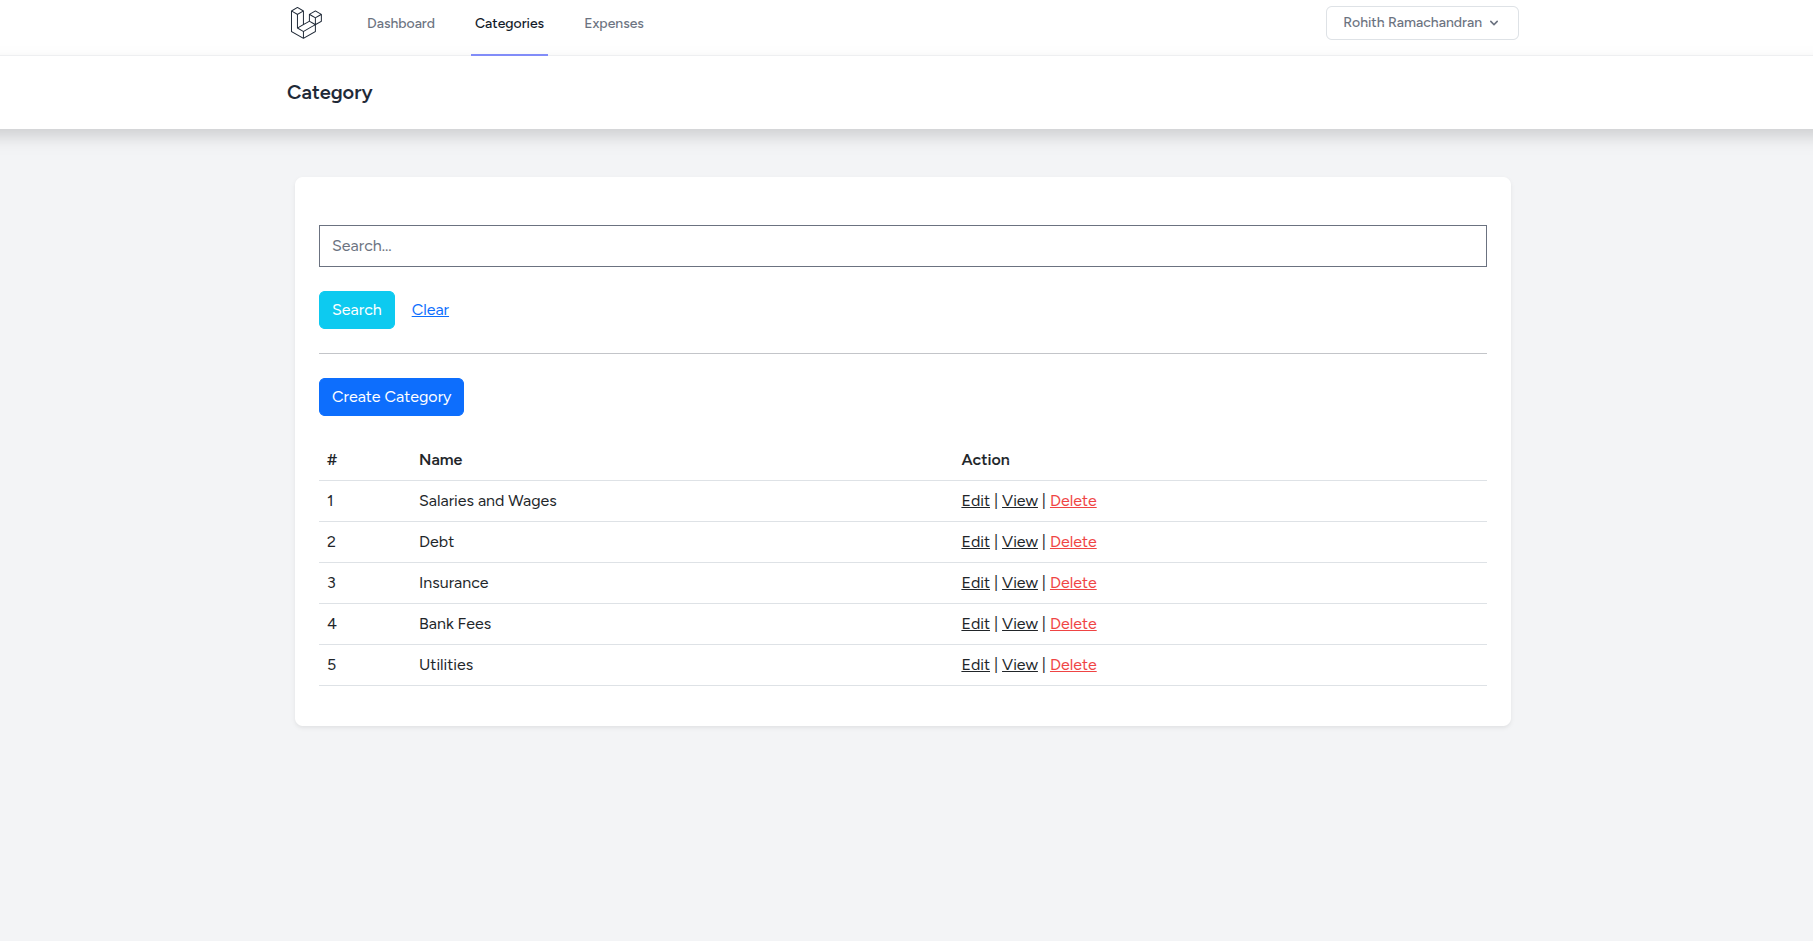 Dashboard Categories Expenses Rohith Ramachandran
Category
Search...
Search Clear
Create Category
# Name Action
1 Salaries and Wages Edit | View | Delete
2 Debt Edit | View | Delete
3 Insurance Edit | View | Delete
4 Bank Fees Edit | View | Delete
5 Utilities Edit | View | Delete